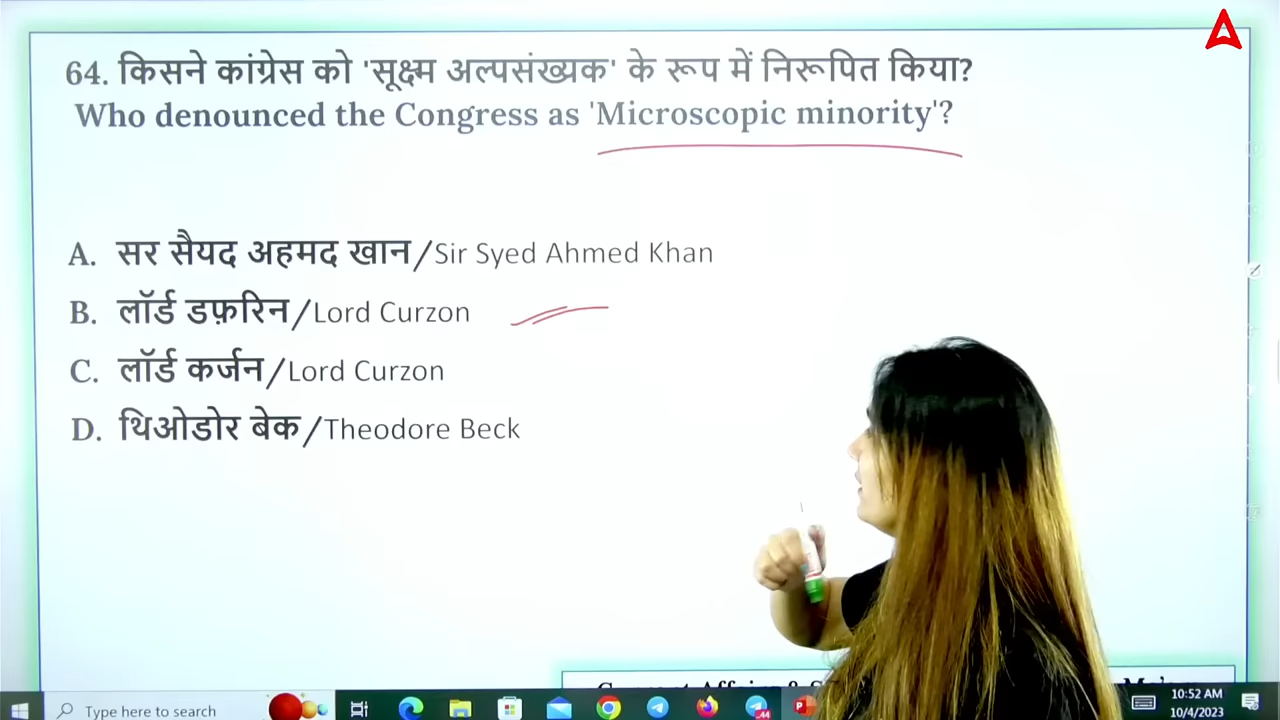 64. किसने कांग्रेस को 'सूक्ष्म अल्पसंख्यक' के रूप में निरूपित किया?
Who denounced the Congress as 'Microscopic minority'?
A. सर सैयद अहमद खान/Sir Syed Ahmed Khan
B. लॉर्ड डफ़रिन/Lord Curzon
C. लॉर्ड कर्जन/Lord Curzon
D. थिओडोर बेक/Theodore Beck
Type here to search
44
10:52 AM
10/4/2023